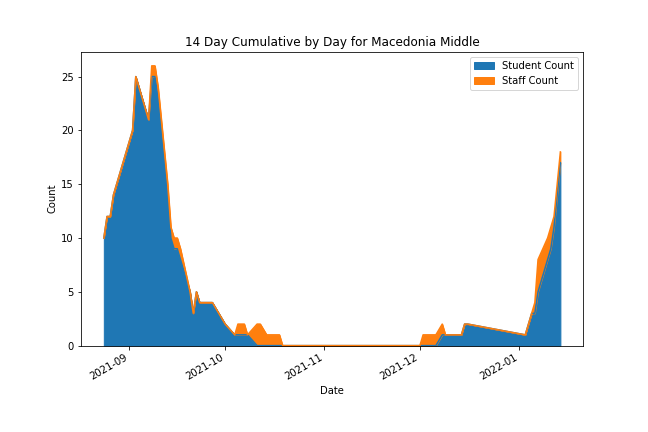 14 Day Cumulative by Day for Macedonia Middle
Student Count
Staff Count
25
20
15
10
5
0
Count
2021-09
2021-10
2021-11
2021-12
2022-01
Date